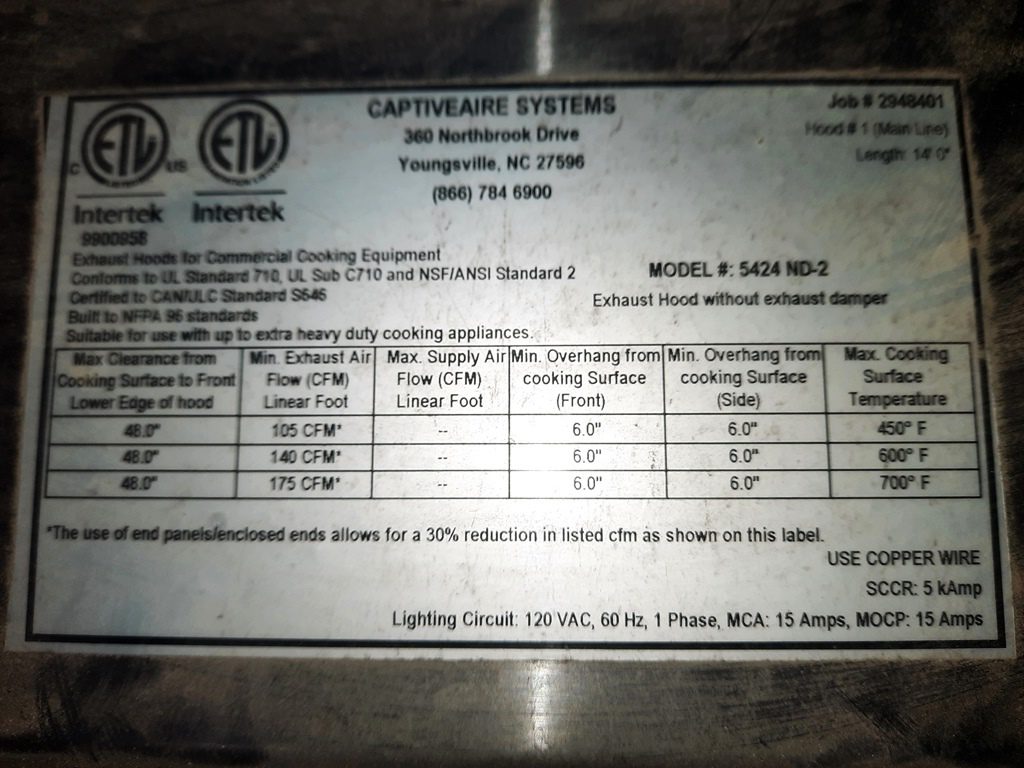 CAPTIVEAIRE SYSTEMS
360 Northbrook Drive
Youngsville, NC 27596
(866) 784 6900
Job # 2948401
Hood # 1 (Main Line)
Length: 14' 0"
ETL
C US
ETL
Intertek Intertek
9900958
Exhaust Hoods for Commercial Cooking Equipment
Conforms to UL Standard 710, UL Sub C710 and NSF/ANSI Standard 2
Certified to CAN/ULC Standard S646
Built to NFPA 96 standards
Suitable for use with up to extra heavy duty cooking appliances.
MODEL #: 5424 ND-2
Exhaust Hood without exhaust damper
Max Clearance from Cooking Surface to Front Lower Edge of hood | Min. Exhaust Air Flow (CFM) Linear Foot | Max. Supply Air Flow (CFM) Linear Foot | Min. Overhang from cooking Surface (Front) | Min. Overhang from cooking Surface (Side) | Max. Cooking Surface Temperature
48.0" 105 CFM* -- 6.0" 6.0" 450° F
48.0" 140 CFM* -- 6.0" 6.0" 600° F
48.0" 175 CFM* -- 6.0" 6.0" 700° F
*The use of end panels/enclosed ends allows for a 30% reduction in listed cfm as shown on this label.
USE COPPER WIRE
SCCR: 5 kAmp
Lighting Circuit: 120 VAC, 60 Hz, 1 Phase, MCA: 15 Amps, MOCP: 15 Amps